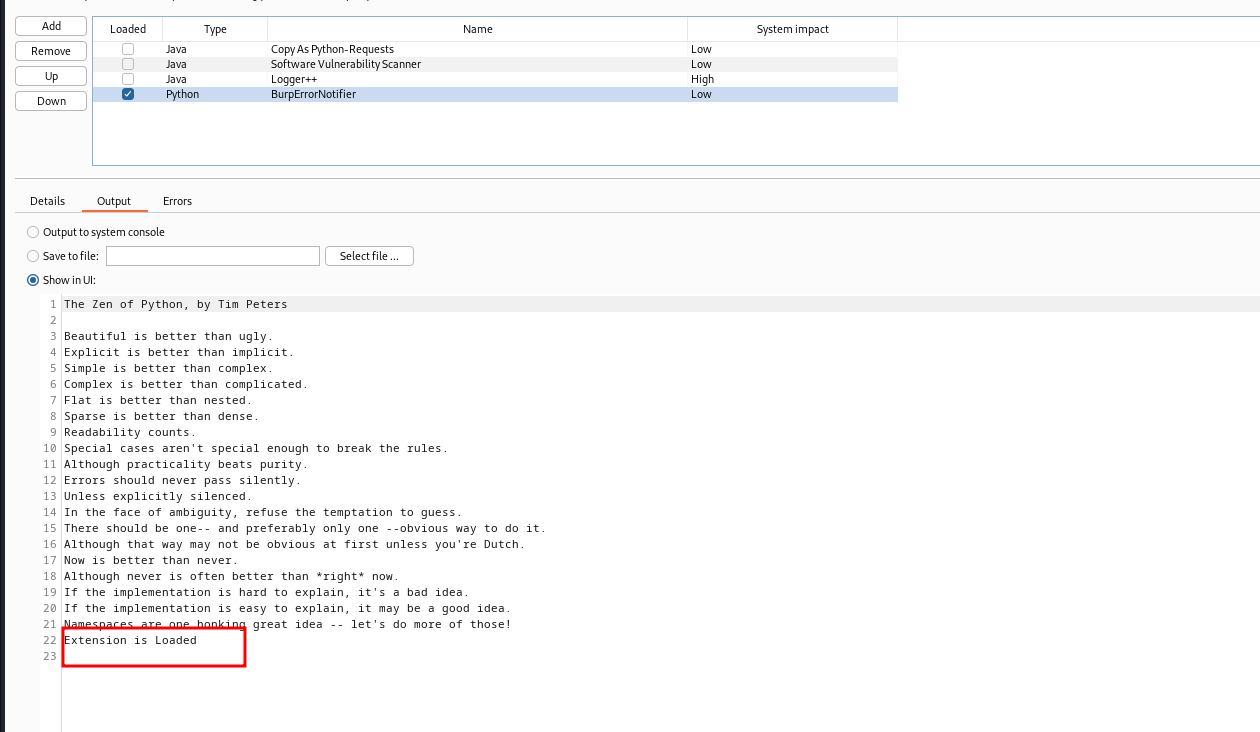 Add
Remove
Up
Down
Loaded Type Name System impact
Java Copy As Python-Requests Low
Java Software Vulnerability Scanner Low
Java Logger++ High
Python BurpErrorNotifier Low
Details Output Errors
Output to system console
Save to file: Select file ...
Show in UI:
1 The Zen of Python, by Tim Peters
2
3 Beautiful is better than ugly.
4 Explicit is better than implicit.
5 Simple is better than complex.
6 Complex is better than complicated.
7 Flat is better than nested.
8 Sparse is better than dense.
9 Readability counts.
10 Special cases aren't special enough to break the rules.
11 Although practicality beats purity.
12 Errors should never pass silently.
13 Unless explicitly silenced.
14 In the face of ambiguity, refuse the temptation to guess.
15 There should be one-- and preferably only one --obvious way to do it.
16 Although that way may not be obvious at first unless you're Dutch.
17 Now is better than never.
18 Although never is often better than *right* now.
19 If the implementation is hard to explain, it's a bad idea.
20 If the implementation is easy to explain, it may be a good idea.
21 Namespaces are one honking great idea -- let's do more of those!
22 Extension is Loaded
23